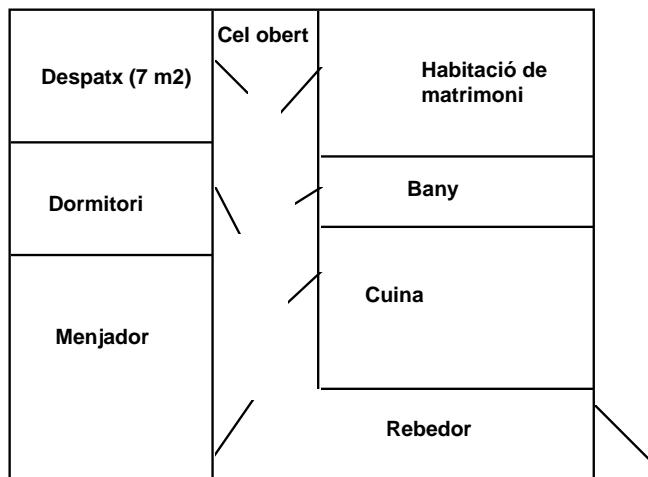 Cel obert
Despatx (7 m2)
Habitació de
matrimoni
Dormitori
Bany
Menjador
Cuina
Rebedor